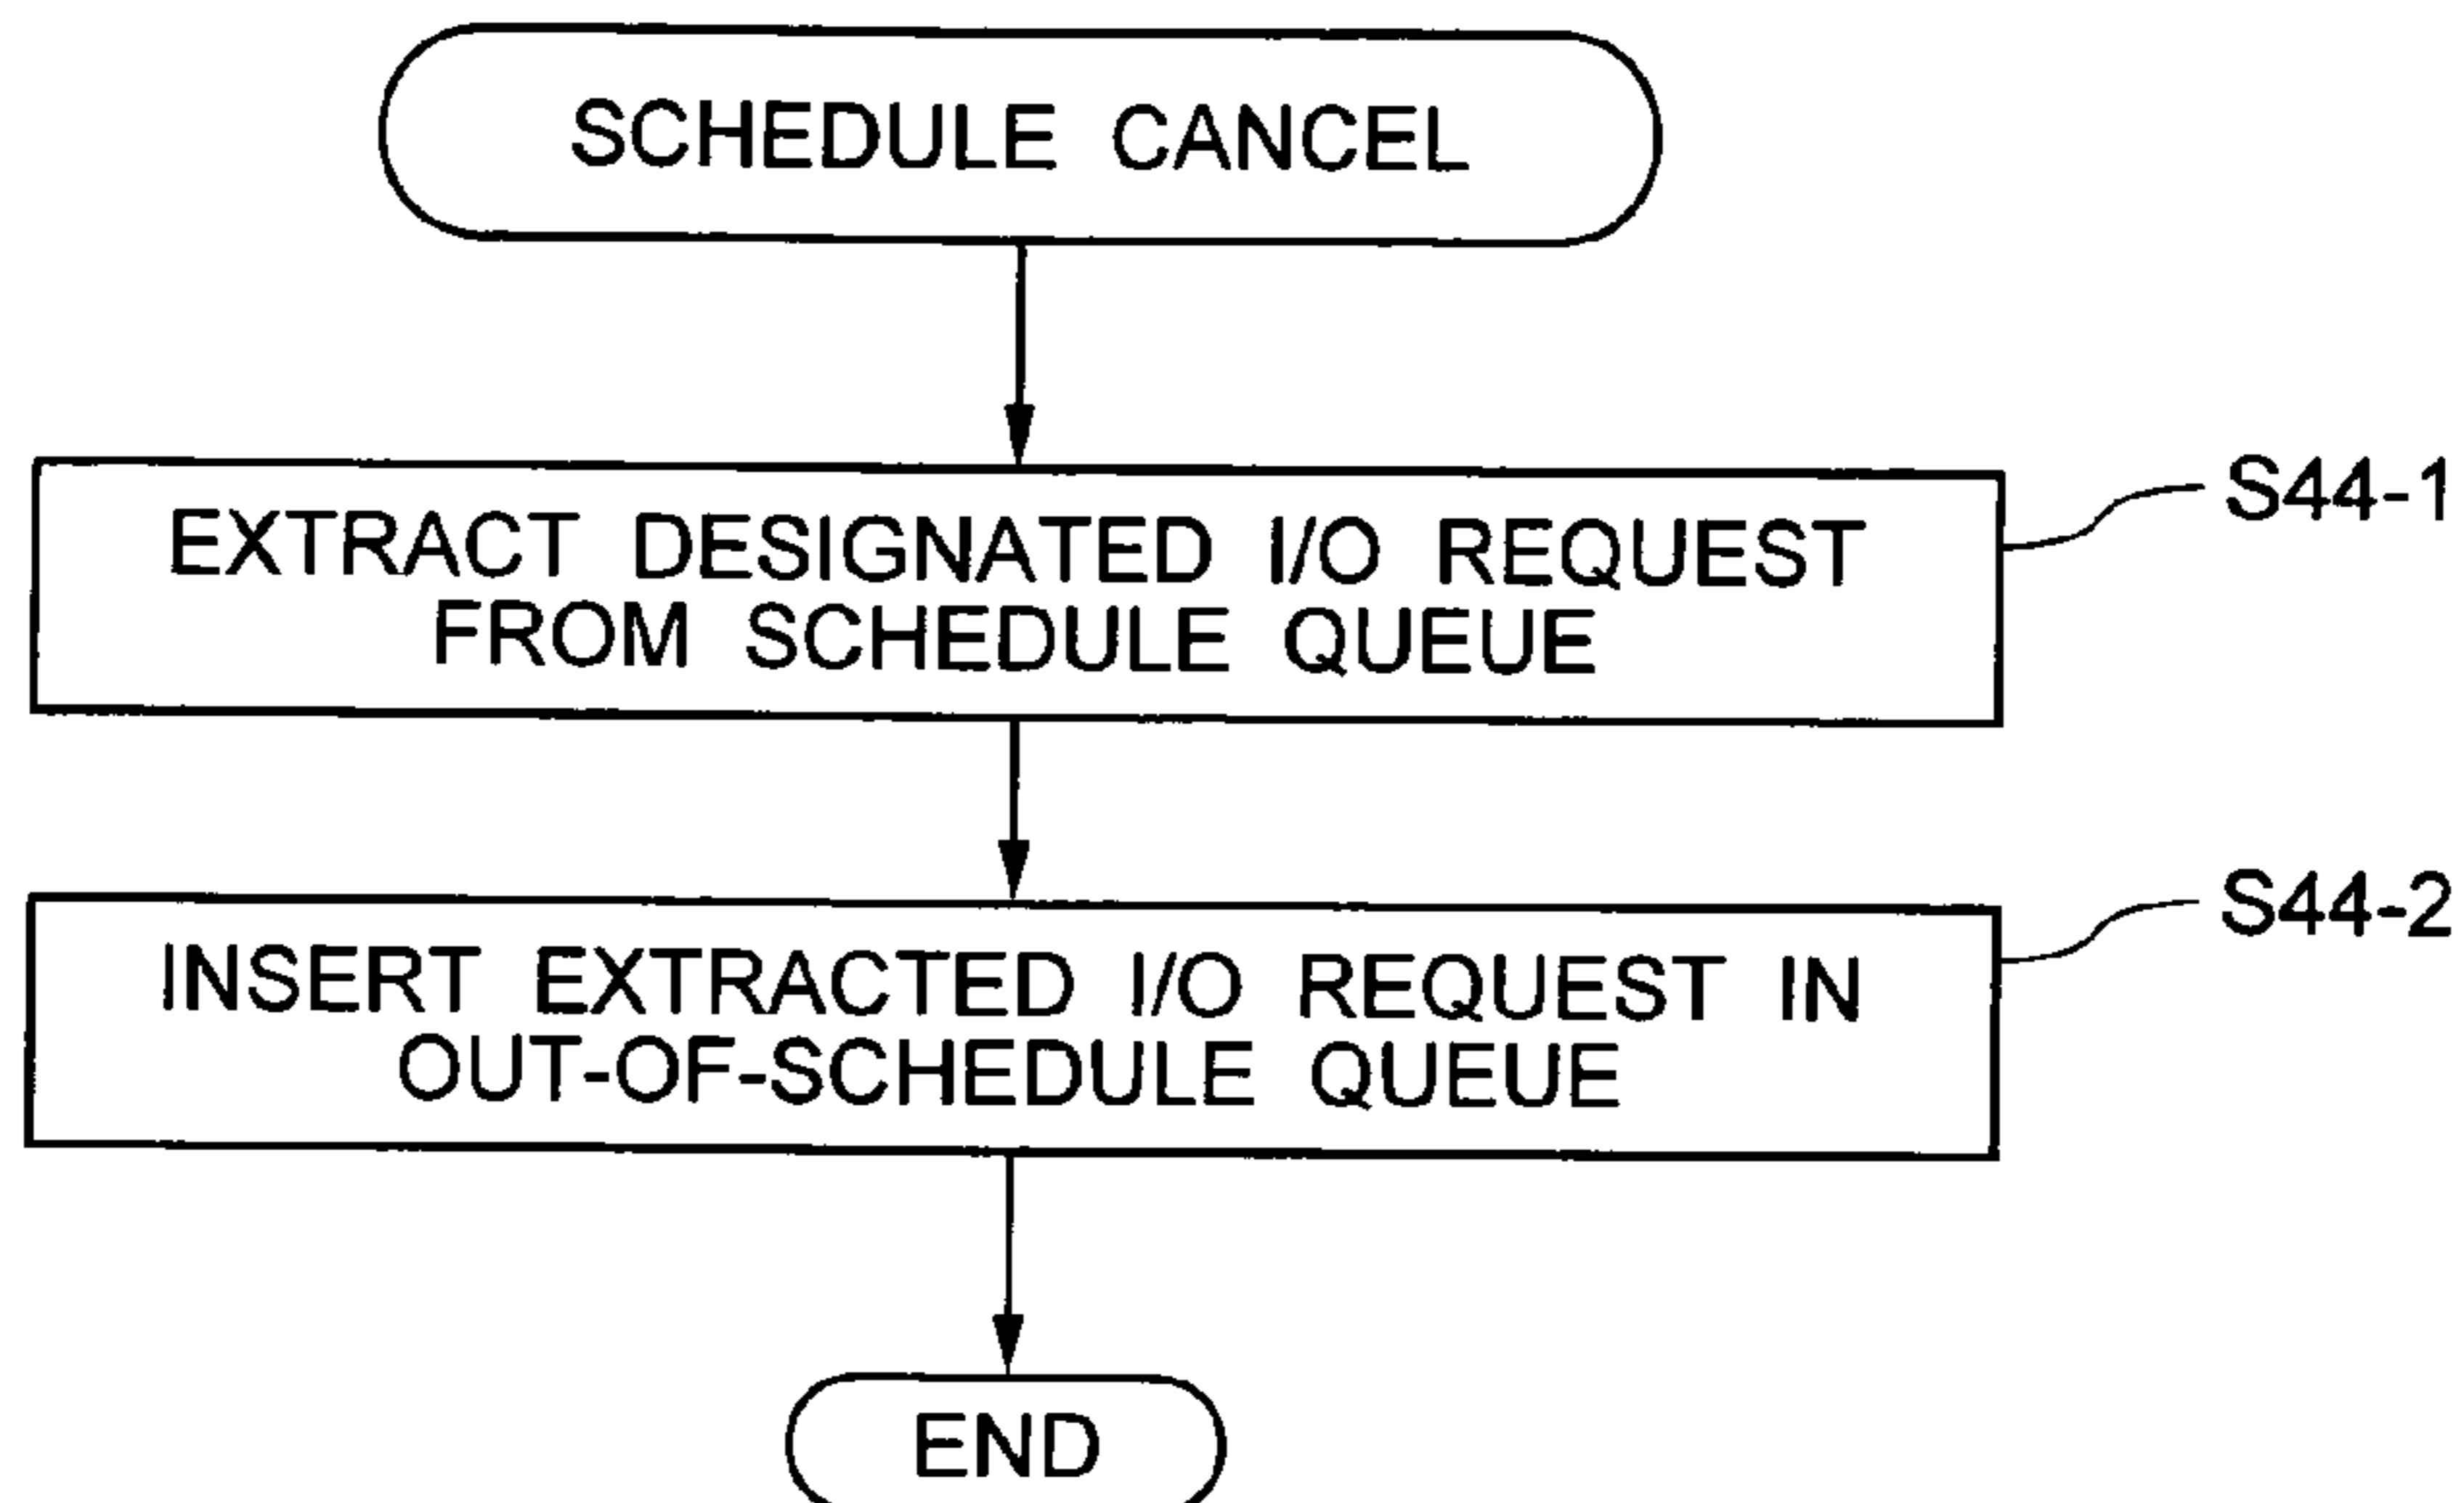 SCHEDULE CANCEL
EXTRACT DESIGNATED I/O REQUEST
FROM SCHEDULE QUEUE
S44-1
INSERT EXTRACTED I/O REQUEST IN
OUT-OF-SCHEDULE QUEUE
S44-2
END